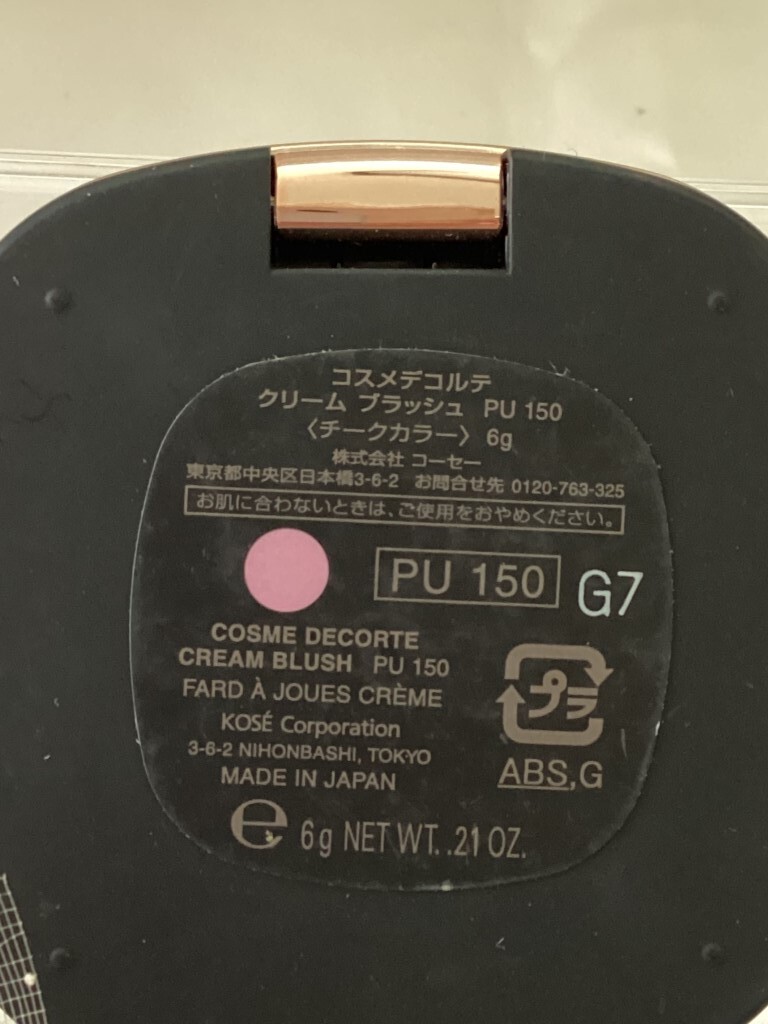 コスメデコルテ
クリーム ブラッシュ PU 150
〈チークカラー〉 6g
株式会社 コーセー
東京都中央区日本橋3-6-2 お問合せ先 0120-763-325
お肌に合わないときは、ご使用をおやめください。
PU 150
G7
COSME DECORTE
CREAM BLUSH PU 150
FARD À JOUES CRÈME
KOSÉ Corporation
3-6-2 NIHONBASHI, TOKYO
MADE IN JAPAN
プラ
ABS,G
℮ 6g NET WT. .21 OZ.